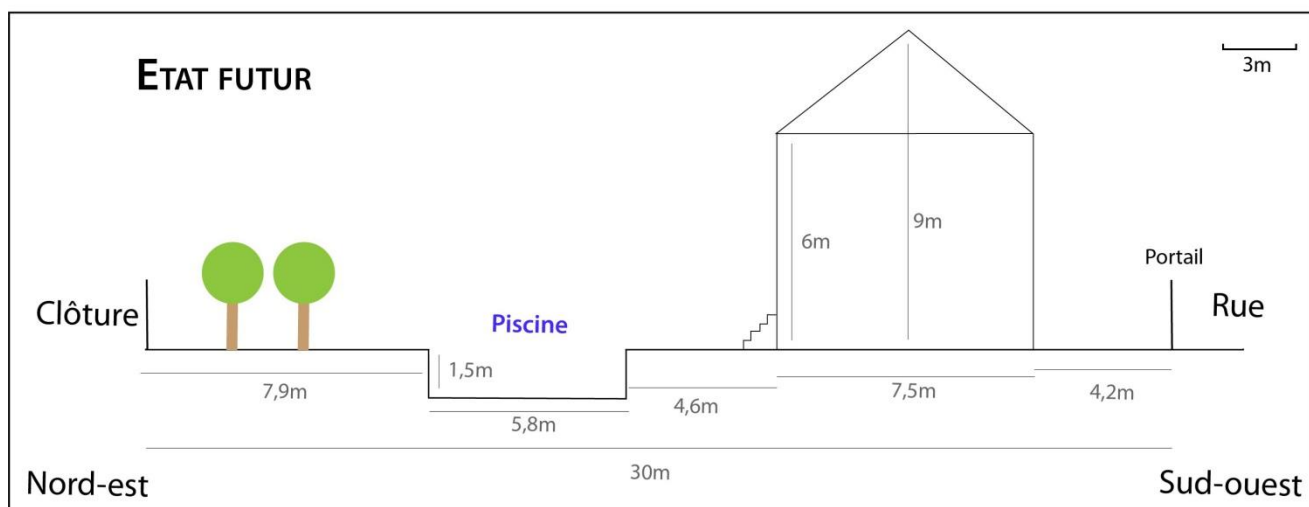 ETAT FUTUR
3m
6m
9m
Portail
Clôture
Piscine
Rue
1,5m
7,9m
5,8m
4,6m
7,5m
4,2m
30m
Nord-est
Sud-ouest